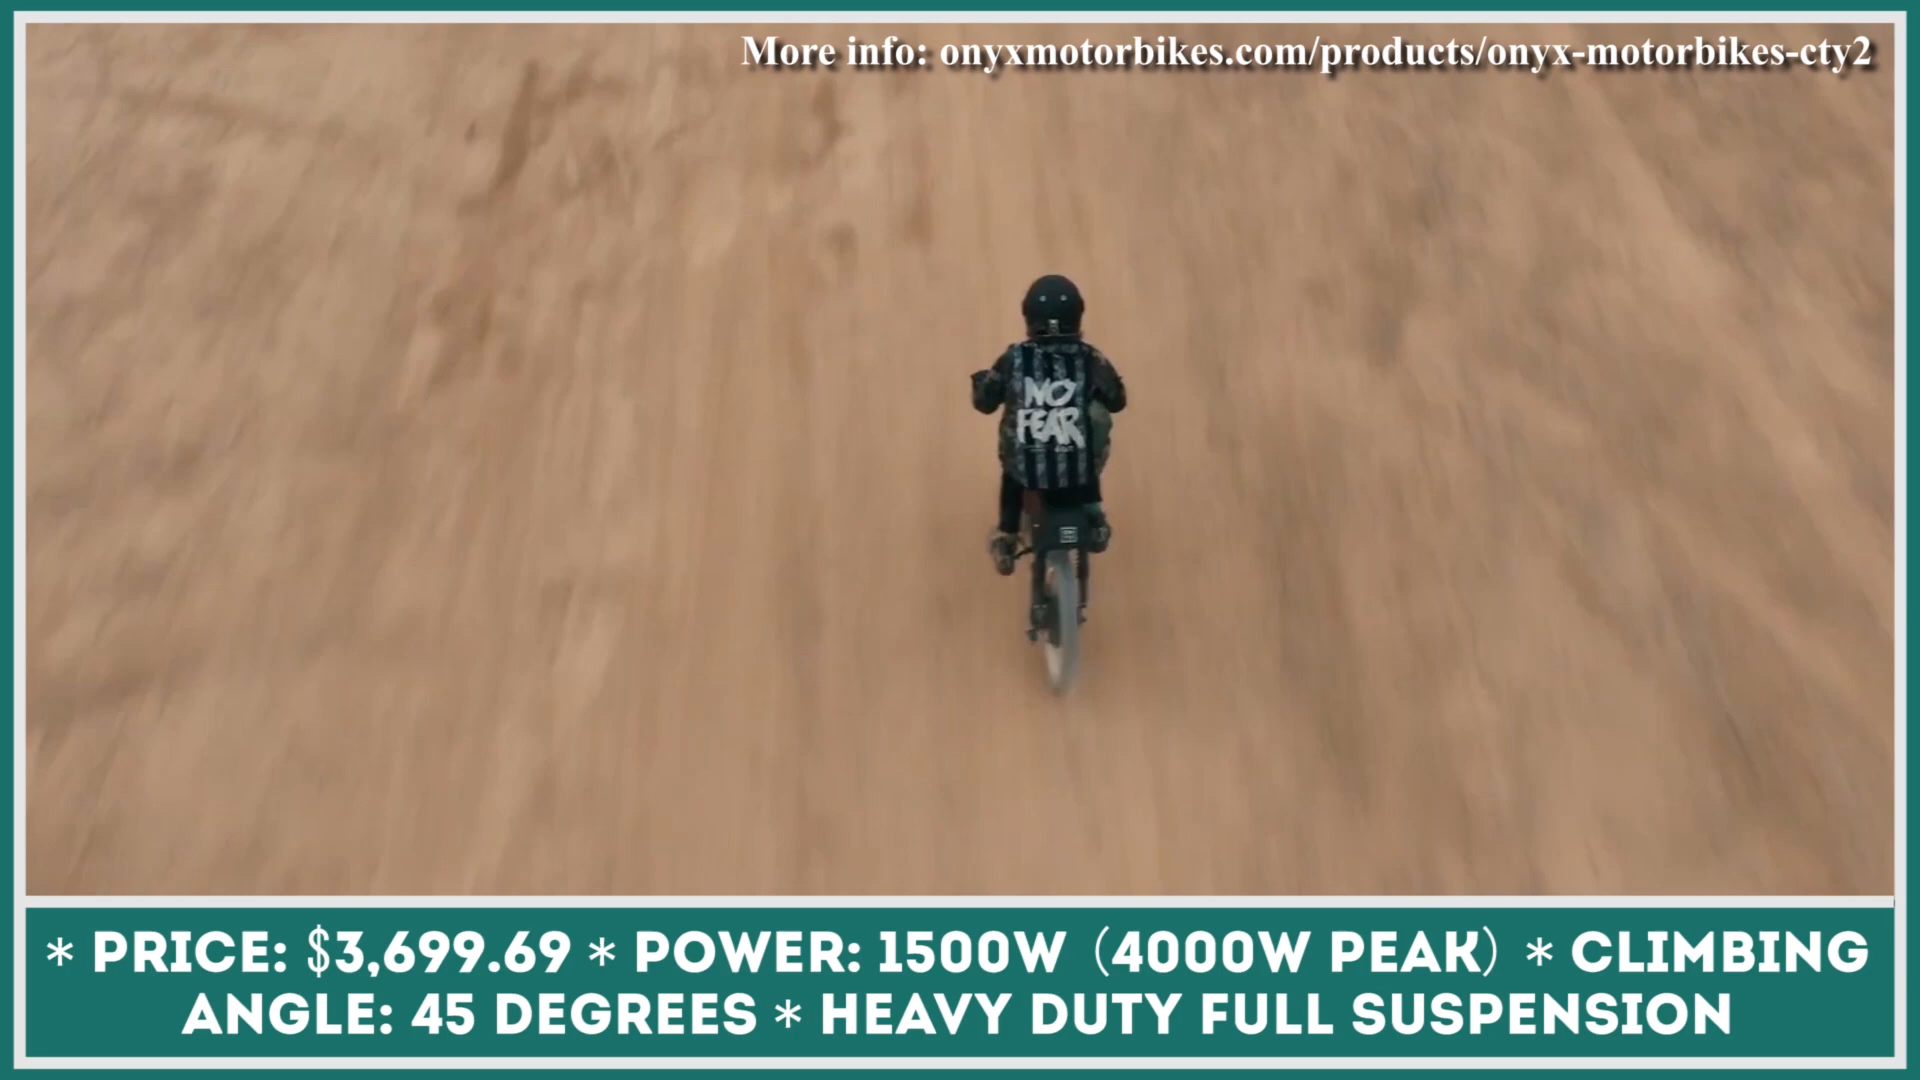 More info: onyxmotorbikes.com/products/onyx-motorbikes-cty2
NO
FEAR
* PRICE: $3,699.69 * POWER: 1500W (4000W PEAK) * CLIMBING
ANGLE: 45 DEGREES * HEAVY DUTY FULL SUSPENSION